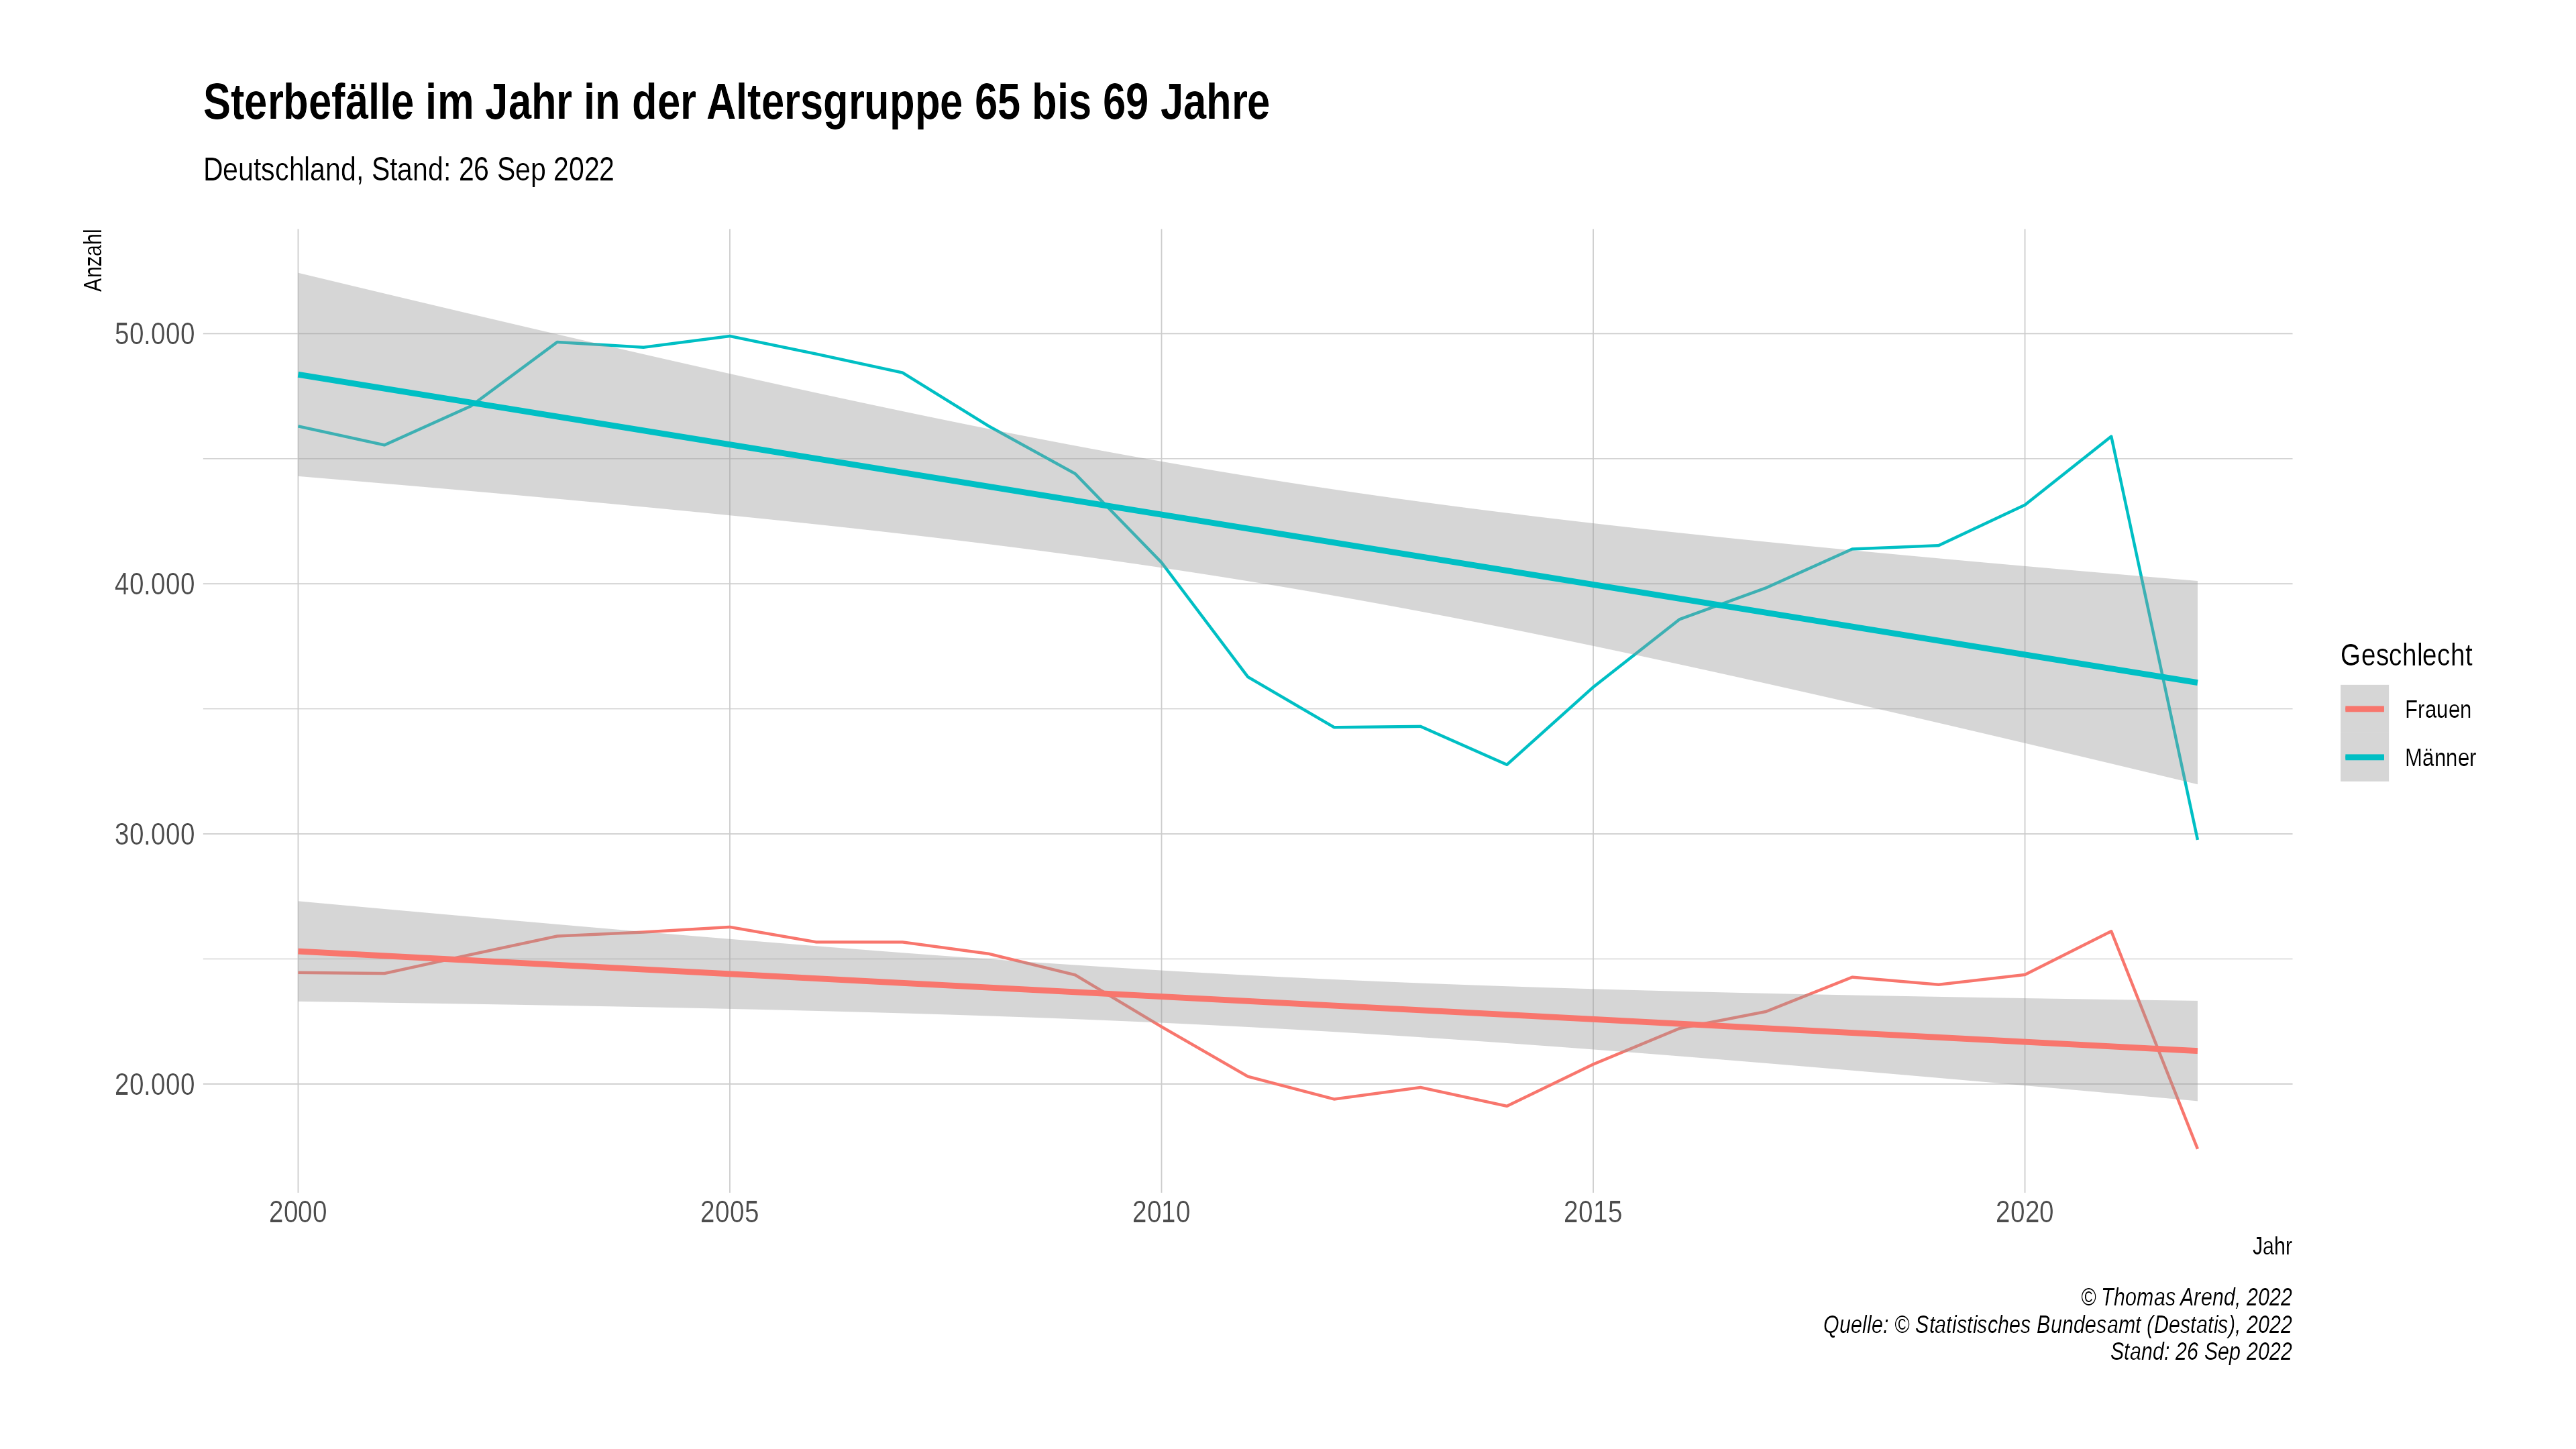 Sterbefälle im Jahr in der Altersgruppe 65 bis 69 Jahre
Deutschland, Stand: 26 Sep 2022
Anzahl
50.000
40.000
30.000
20.000
2000
2005
2010
2015
2020
Jahr
Geschlecht
Frauen
Männer
© Thomas Arend, 2022
Quelle: © Statistisches Bundesamt (Destatis), 2022
Stand: 26 Sep 2022